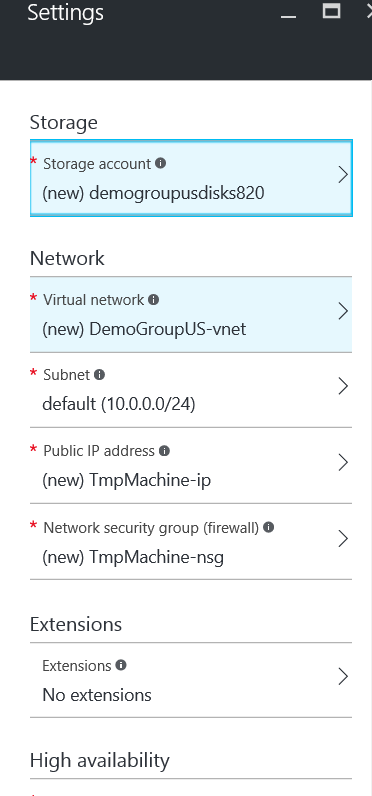 Settings
Storage
* Storage account
(new) demogroupusdisks820
Network
* Virtual network
(new) DemoGroupUS-vnet
* Subnet
default (10.0.0.0/24)
* Public IP address
(new) TmpMachine-ip
* Network security group (firewall)
(new) TmpMachine-nsg
Extensions
Extensions
No extensions
High availability